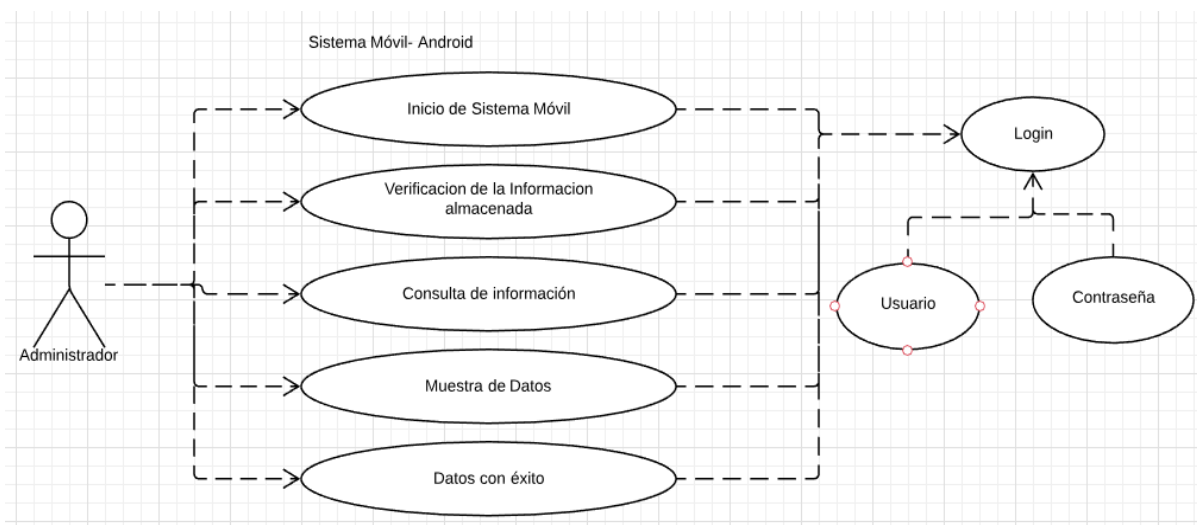 Sistema Móvil- Android
Inicio de Sistema Móvil
Login
Verificacion de la Informacion
almacenada
Consulta de información
Usuario
Contraseña
Administrador
Muestra de Datos
Datos con éxito